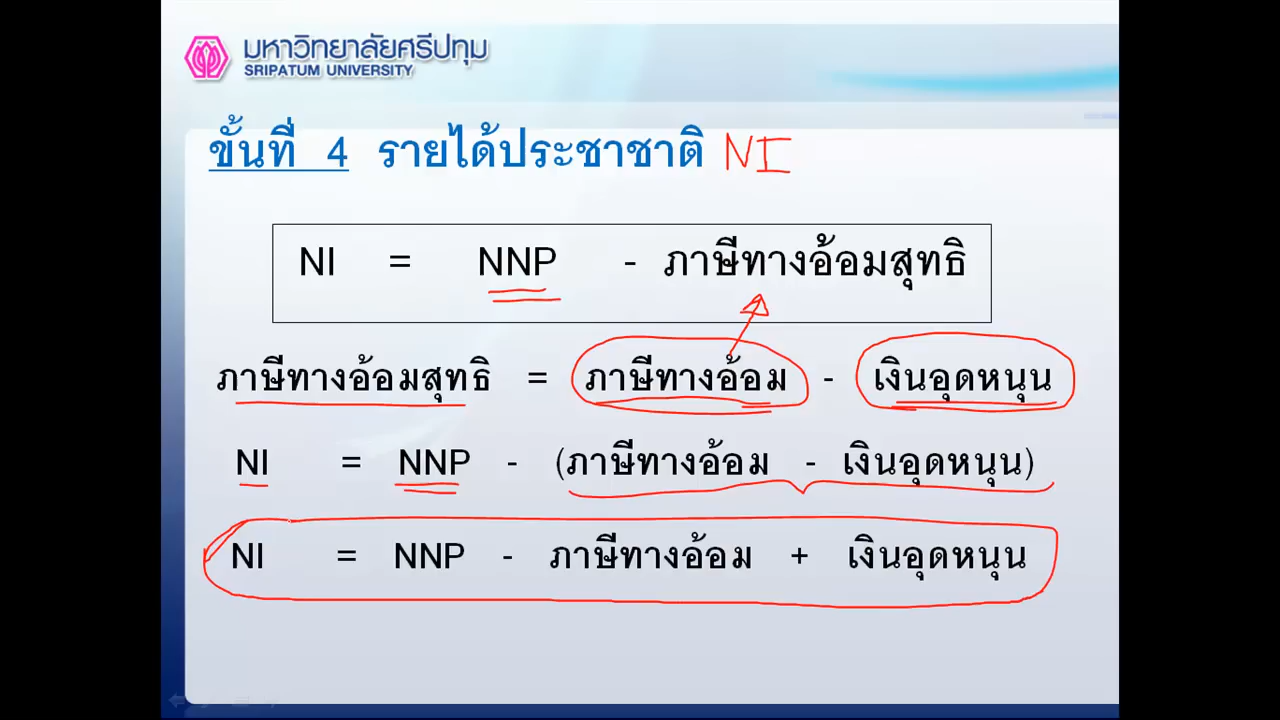 มหาวิทยาลัยศรีปทุม
SRIPATUM UNIVERSITY
ขั้นที่ 4 รายได้ประชาชาติ NI
NI = NNP - ภาษีทางอ้อมสุทธิ
ภาษีทางอ้อมสุทธิ = ภาษีทางอ้อม - เงินอุดหนุน
NI = NNP - (ภาษีทางอ้อม - เงินอุดหนุน)
NI = NNP - ภาษีทางอ้อม + เงินอุดหนุน